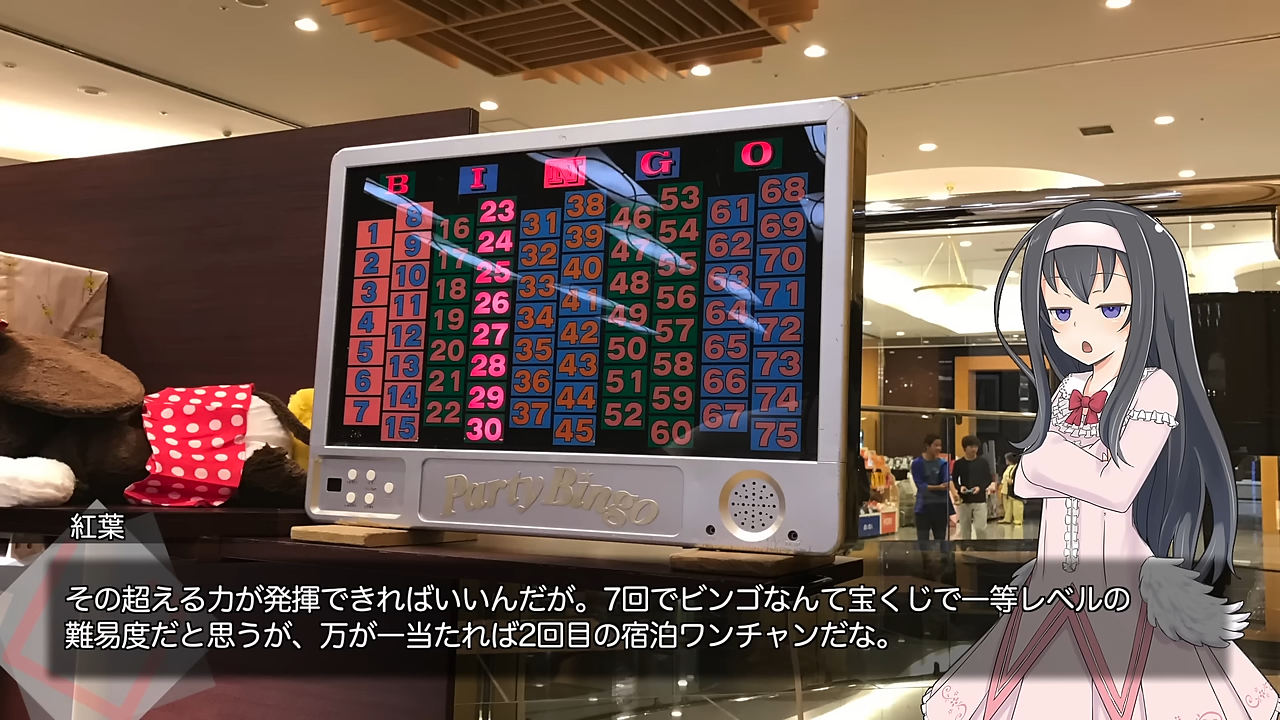 B I N G O
1 2 3 4 5 6 7
8 9 10 11 12 13 14 15
16 17 18 19 20 21 22
23 24 25 26 27 28 29 30
31 32 33 34 35 36 37
38 39 40 41 42 43 44 45
46 47 48 49 50 51 52
53 54 55 56 57 58 59 60
61 62 63 64 65 66 67
68 69 70 71 72 73 74 75
Party Bingo
紅葉
その超える力が発揮できればいいんだが。7回でビンゴなんて宝くじで一等レベルの
難易度だと思うが、万が一当たれば2回目の宿泊ワンチャンだな。